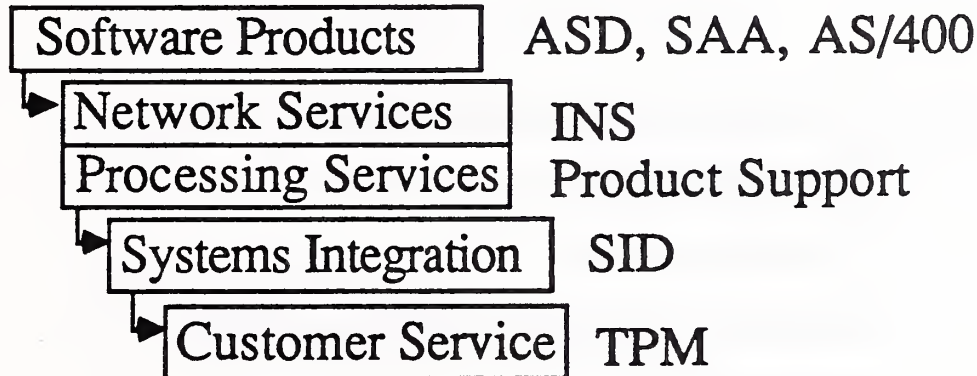 Software Products ASD, SAA, AS/400
Network Services INS
Processing Services Product Support
Systems Integration SID
Customer Service TPM